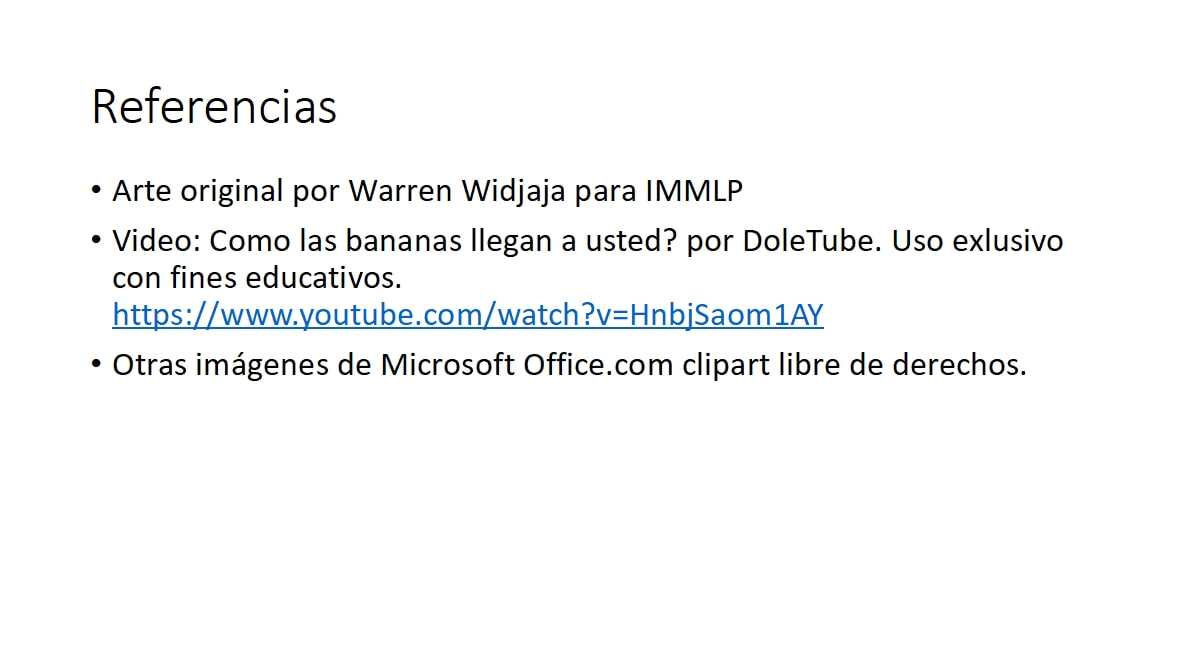 Referencias
• Arte original por Warren Widjaja para IMMLP
• Video: Como las bananas llegan a usted? por DoleTube. Uso exlusivo
con fines educativos.
https://www.youtube.com/watch?v=HnbjSaom1AY
• Otras imágenes de Microsoft Office.com clipart libre de derechos.